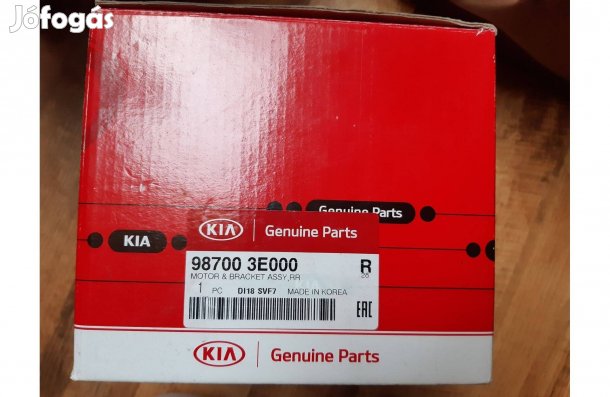 Jófogás
Genuine Parts
KIA
KIA Genuine Parts
98700 3E000 R
MOTOR & BRACKET ASSY,RR
1 PC DI18 SVF7 MADE IN KOREA
EAC
KIA Genuine Parts